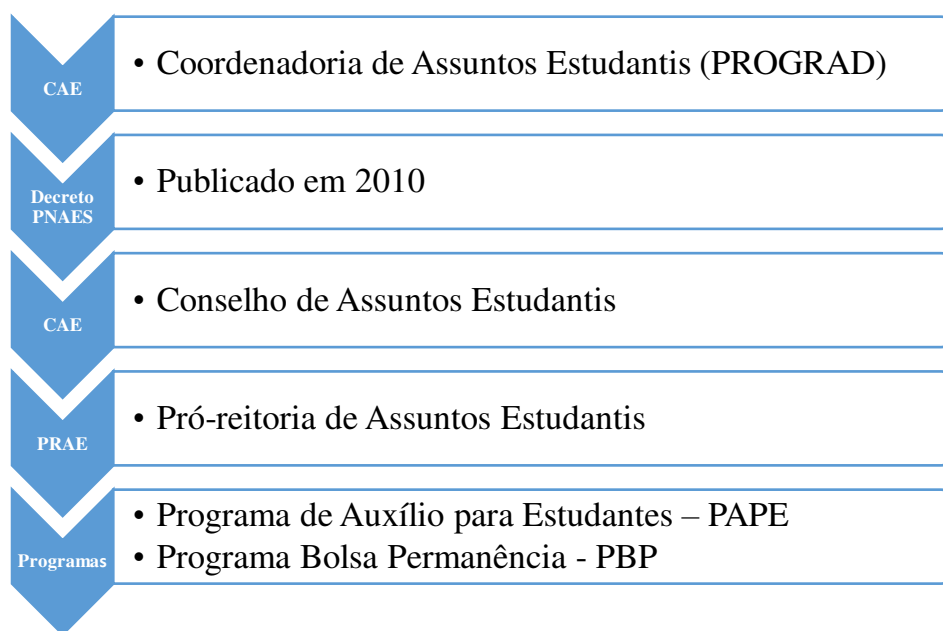 CAE
• Coordenadoria de Assuntos Estudantis (PROGRAD)
Decreto
PNAES
• Publicado em 2010
CAE
• Conselho de Assuntos Estudantis
PRAE
• Pró-reitoria de Assuntos Estudantis
Programas
• Programa de Auxílio para Estudantes – PAPE
• Programa Bolsa Permanência - PBP